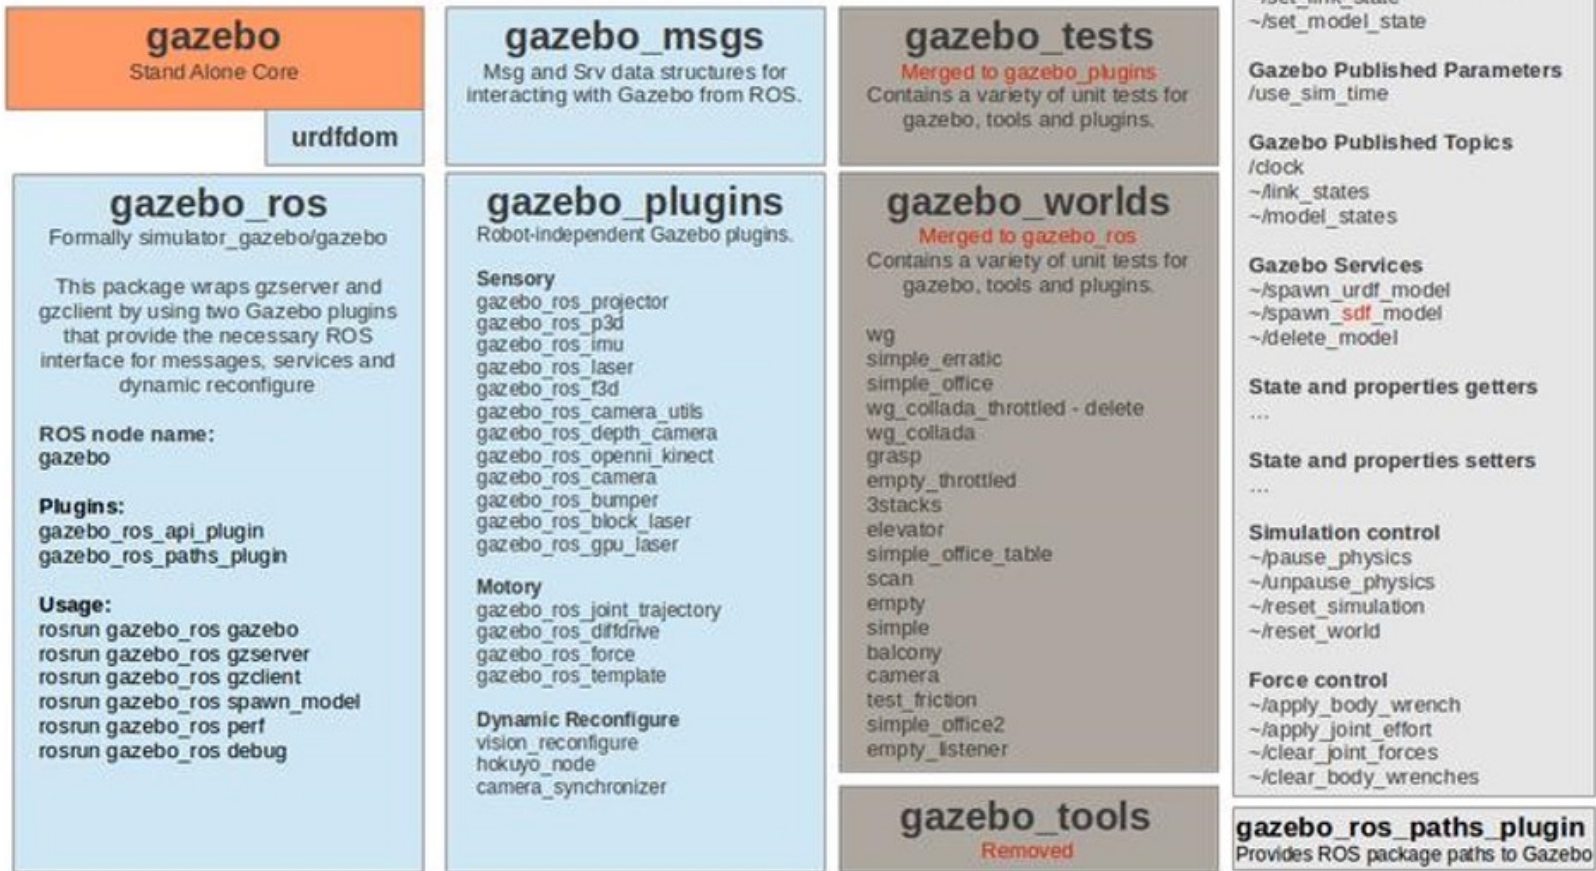 gazebo
Stand Alone Core
urdfdom
gazebo_ros
Formally simulator_gazebo/gazebo
This package wraps gzserver and
gzclient by using two Gazebo plugins
that provide the necessary ROS
interface for messages, services and
dynamic reconfigure
ROS node name:
gazebo
Plugins:
gazebo_ros_api_plugin
gazebo_ros_paths_plugin
Usage:
rosrun gazebo_ros gazebo
rosrun gazebo_ros gzserver
rosrun gazebo_ros gzclient
rosrun gazebo_ros spawn_model
rosrun gazebo_ros perf
rosrun gazebo_ros debug
gazebo_msgs
Msg and Srv data structures for
interacting with Gazebo from ROS.
gazebo_plugins
Robot-independent Gazebo plugins.
Sensory
gazebo_ros_projector
gazebo_ros_p3d
gazebo_ros_imu
gazebo_ros_laser
gazebo_ros_f3d
gazebo_ros_camera_utils
gazebo_ros_depth_camera
gazebo_ros_openni_kinect
gazebo_ros_camera
gazebo_ros_bumper
gazebo_ros_block_laser
gazebo_ros_gpu_laser
Motory
gazebo_ros_joint_trajectory
gazebo_ros_diffdrive
gazebo_ros_force
gazebo_ros_template
Dynamic Reconfigure
vision_reconfigure
hokuyo_node
camera_synchronizer
gazebo_tests
Merged to gazebo_plugins
Contains a variety of unit tests for
gazebo, tools and plugins.
gazebo_worlds
Merged to gazebo_ros
Contains a variety of unit tests for
gazebo, tools and plugins.
wg
simple_erratic
simple_office
wg_collada_throttled - delete
wg_collada
grasp
empty_throttled
3stacks
elevator
simple_office_table
scan
empty
simple
balcony
camera
test_friction
simple_office2
empty_listener
gazebo_tools
Removed
~/set_link_state
~/set_model_state
Gazebo Published Parameters
/use_sim_time
Gazebo Published Topics
/clock
~/link_states
~/model_states
Gazebo Services
~/spawn_urdf_model
~/spawn_sdf_model
~/delete_model
State and properties getters
...
State and properties setters
...
Simulation control
~/pause_physics
~/unpause_physics
~/reset_simulation
~/reset_world
Force control
~/apply_body_wrench
~/apply_joint_effort
~/clear_joint_forces
~/clear_body_wrenches
gazebo_ros_paths_plugin
Provides ROS package paths to Gazebo